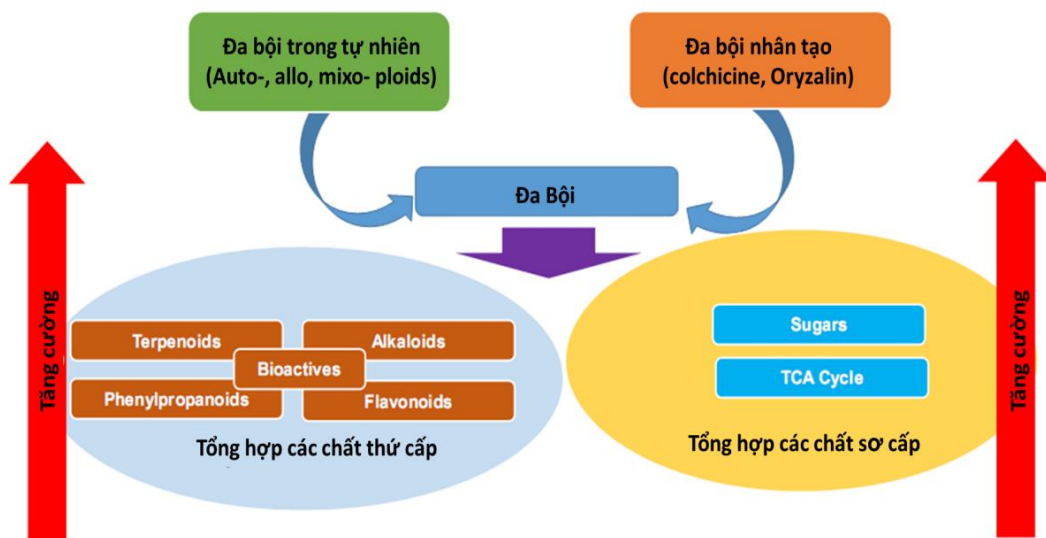 Đa bội trong tự nhiên
(Auto-, allo, mixo- ploids)
Đa bội nhân tạo
(colchicine, Oryzalin)
Đa Bội
Tăng cường
Terpenoids
Alkaloids
Bioactives
Phenylpropanoids
Flavonoids
Tổng hợp các chất thứ cấp
Sugars
TCA Cycle
Tổng hợp các chất sơ cấp
Tăng cường